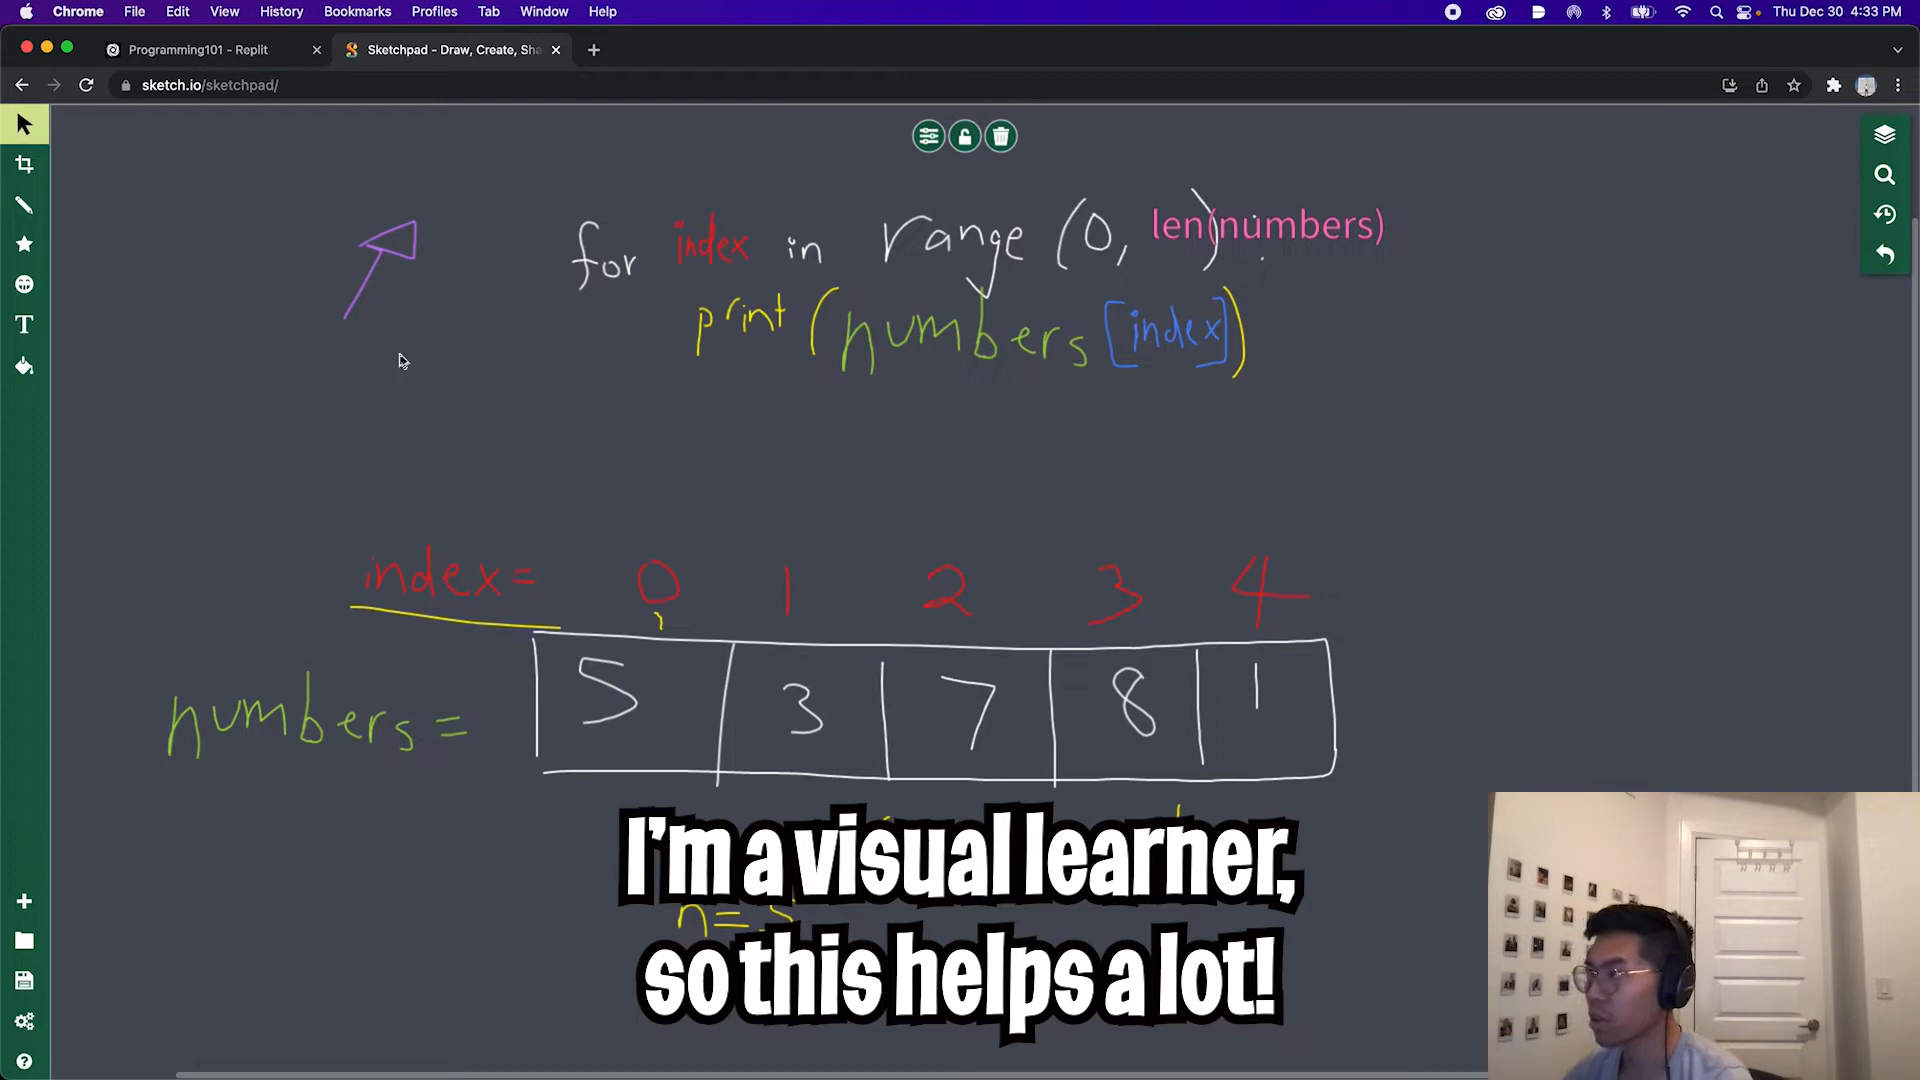 Chrome File Edit View History Bookmarks Profiles Tab Window Help Thu Dec 30 4:33 PM
Programming101 - Replit Sketchpad - Draw, Create, Sha
sketch.io/sketchpad/
for index in range (0, len(numbers) ) :
print (numbers [index])
index= 0 1 2 3 4
numbers= 5 3 7 8 1
I'm a visual learner,
n= 5
so this helps a lot!